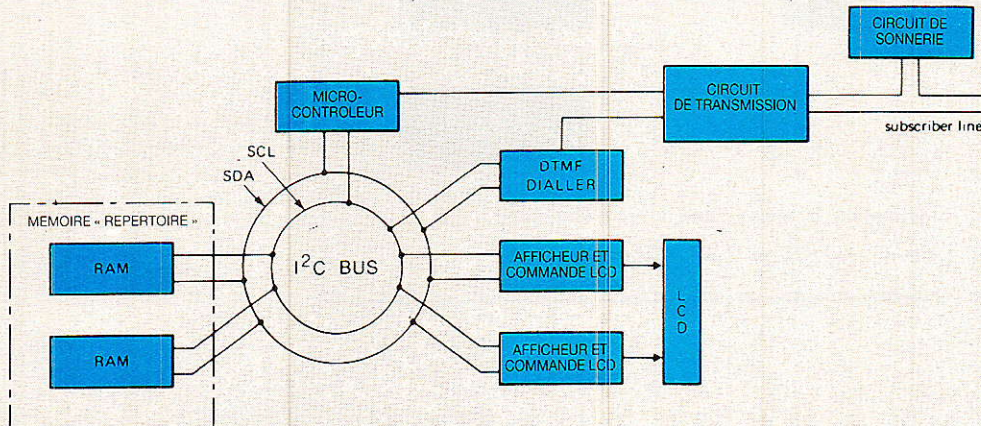 CIRCUIT DE
SONNERIE
MICRO-
CONTROLEUR
CIRCUIT
DE TRANSMISSION
subscriber line
SCL
SDA
DTMF
DIALLER
MEMOIRE « REPERTOIRE »
RAM
I²C BUS
AFFICHEUR ET
COMMANDE LCD
LCD
RAM
AFFICHEUR ET
COMMANDE LCD